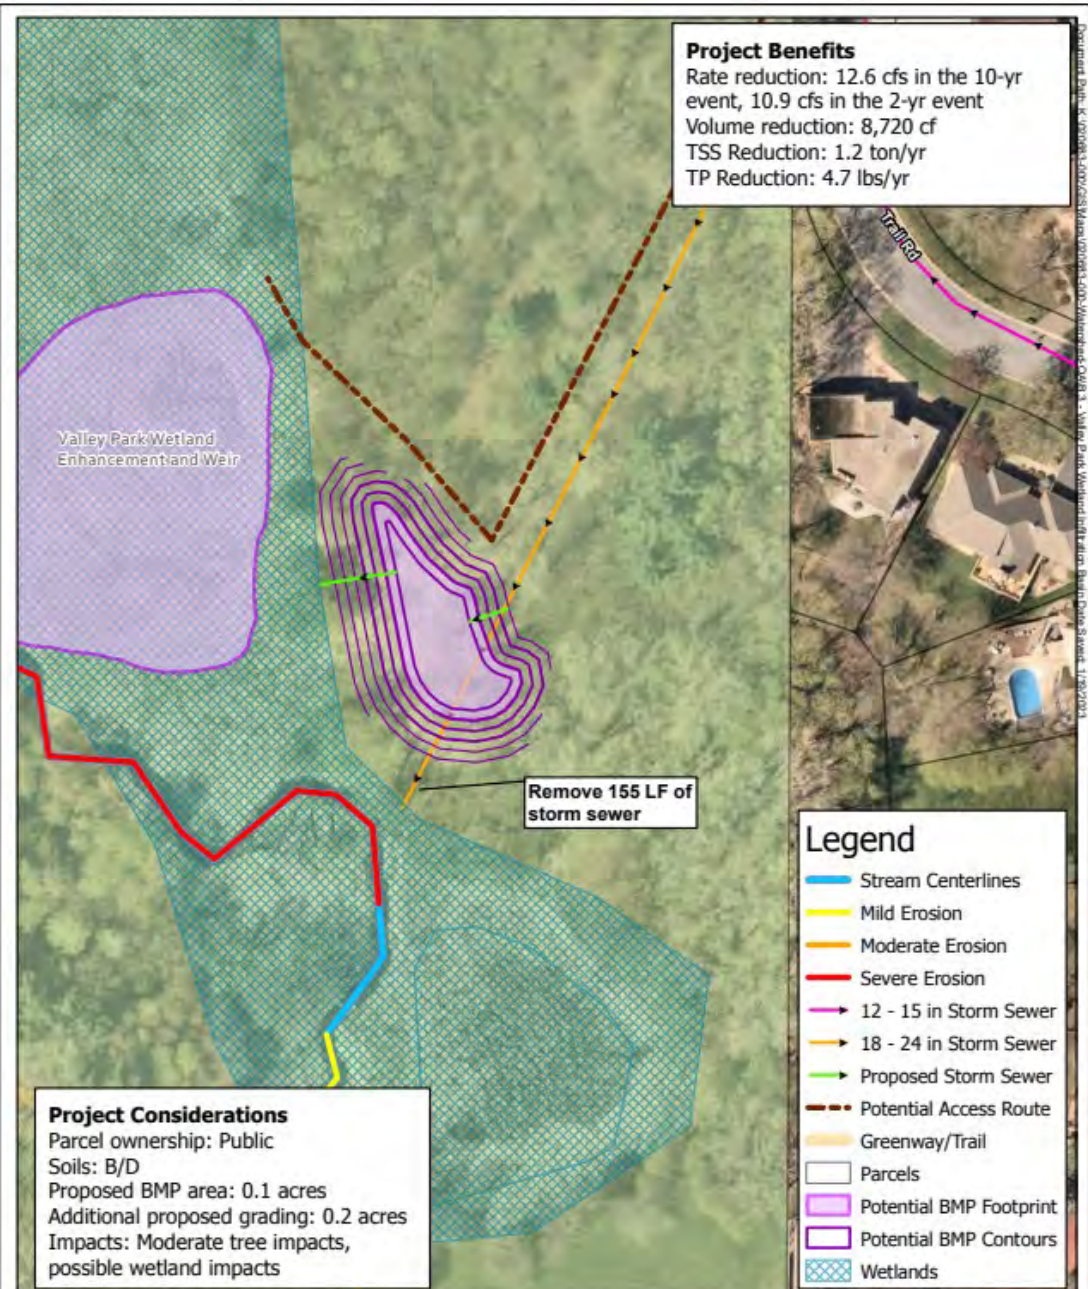 Project Benefits
Rate reduction: 12.6 cfs in the 10-yr
event, 10.9 cfs in the 2-yr event
Volume reduction: 8,720 cf
TSS Reduction: 1.2 ton/yr
TP Reduction: 4.7 lbs/yr
Trail Rd
Valley Park Wetland
Enhancement and Weir
Remove 155 LF of
storm sewer
Legend
Stream Centerlines
Mild Erosion
Moderate Erosion
Severe Erosion
12 - 15 in Storm Sewer
18 - 24 in Storm Sewer
Proposed Storm Sewer
Potential Access Route
Greenway/Trail
Parcels
Potential BMP Footprint
Potential BMP Contours
Wetlands
Project Considerations
Parcel ownership: Public
Soils: B/D
Proposed BMP area: 0.1 acres
Additional proposed grading: 0.2 acres
Impacts: Moderate tree impacts,
possible wetland impacts